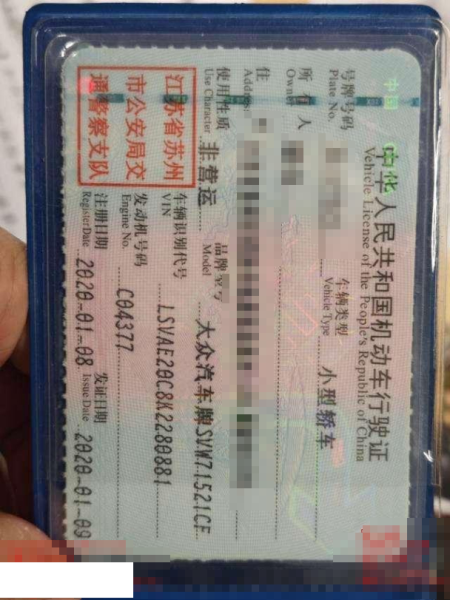 中华人民共和国机动车行驶证
Vehicle License of the People's Republic of China
号牌号码
Plate No.
车辆类型 小型轿车
Vehicle Type
所有人
Owner
住
Address
使用性质 非营运
Use Character
品牌型号 大众汽车牌SVW71521CE
Model
江苏省苏州
市公安局交
通警察支队
车辆识别代号 LSVAE20C8K2280881
VIN
发动机号码 C04377
Engine No.
注册日期 2020-01-08
Register Date
发证日期 2020-01-09
Issue Date